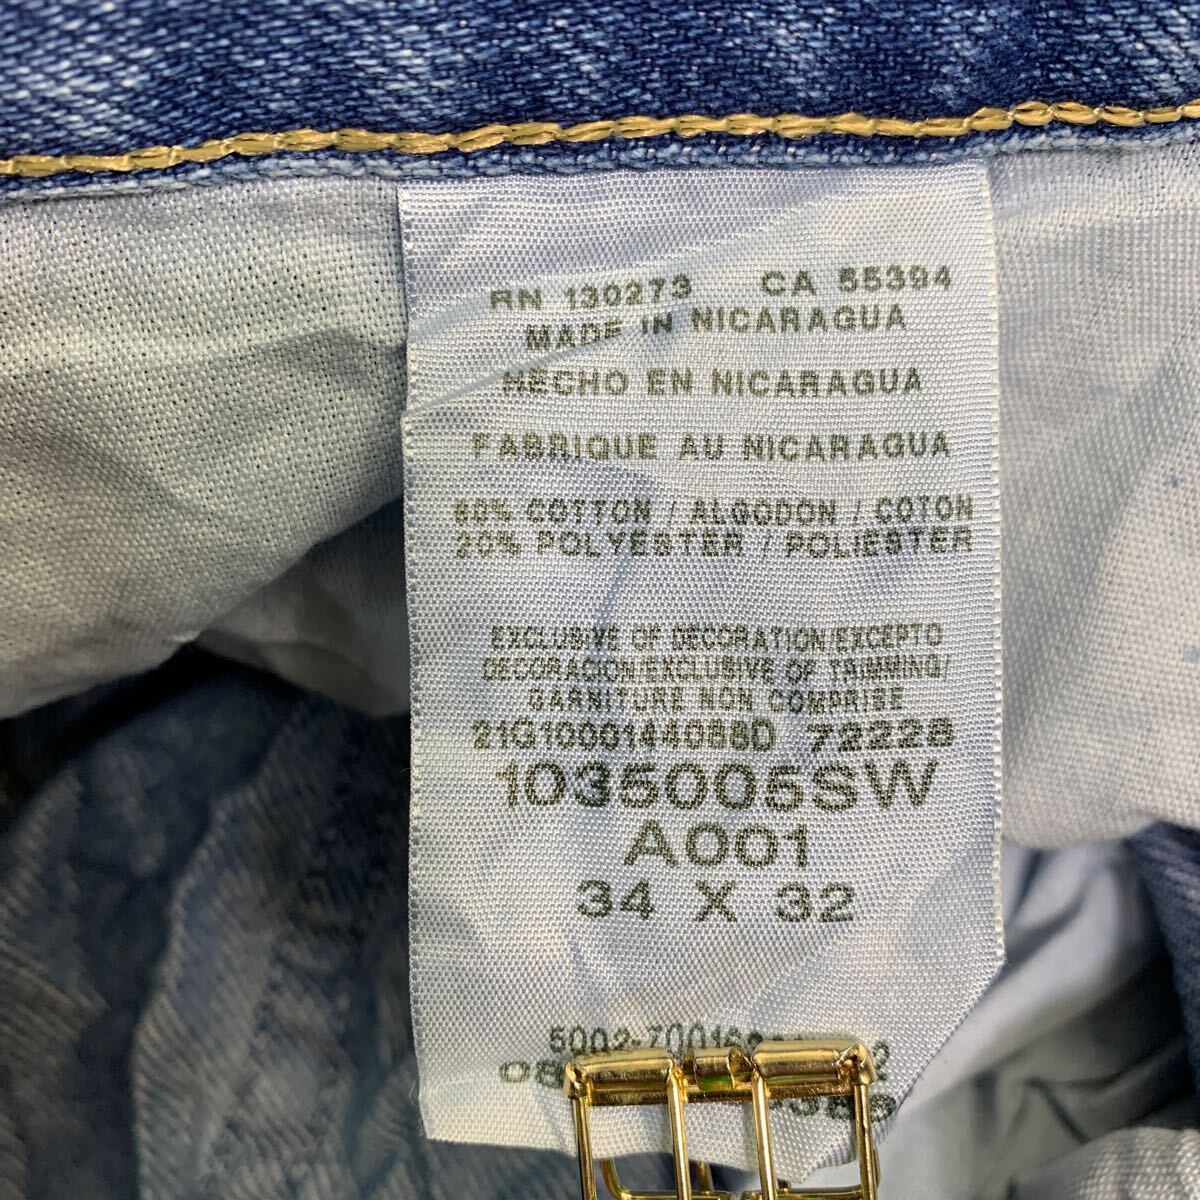 RN 130273 CA 55394
MADE IN NICARAGUA
HECHO EN NICARAGUA
FABRIQUE AU NICARAGUA
80% COTTON / ALGODON / COTON
20% POLYESTER / POLIESTER
EXCLUSIVE OF DECORATION/EXCEPTO
DECORACION/EXCLUSIVE OF TRIMMING/
GARNITURE NON COMPRISE
21G1000144088D 72228
1035005SW
A001
34 X 32